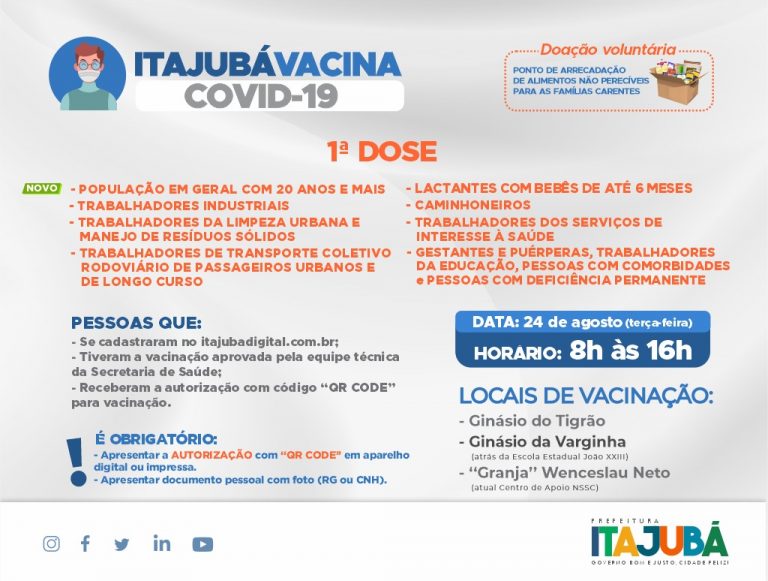 ITAJUBÁVACINA
COVID-19
Doação voluntária
PONTO DE ARRECADAÇÃO
DE ALIMENTOS NÃO PERECÍVEIS
PARA AS FAMÍLIAS CARENTES
1ª DOSE
NOVO
- POPULAÇÃO EM GERAL COM 20 ANOS E MAIS
- TRABALHADORES INDUSTRIAIS
- TRABALHADORES DA LIMPEZA URBANA E
MANEJO DE RESÍDUOS SÓLIDOS
- TRABALHADORES DE TRANSPORTE COLETIVO
RODOVIÁRIO DE PASSAGEIROS URBANOS E
DE LONGO CURSO
- LACTANTES COM BEBÊS DE ATÉ 6 MESES
- CAMINHONEIROS
- TRABALHADORES DOS SERVIÇOS DE
INTERESSE À SAÚDE
- GESTANTES E PUÉRPERAS, TRABALHADORES
DA EDUCAÇÃO, PESSOAS COM COMORBIDADES
e PESSOAS COM DEFICIÊNCIA PERMANENTE
PESSOAS QUE:
- Se cadastraram no itajubadigital.com.br;
- Tiveram a vacinação aprovada pela equipe técnica
da Secretaria de Saúde;
- Receberam a autorização com código “QR CODE”
para vacinação.
É OBRIGATÓRIO:
- Apresentar a AUTORIZAÇÃO com “QR CODE” em aparelho
digital ou impressa.
- Apresentar documento pessoal com foto (RG ou CNH).
DATA: 24 de agosto (terça-feira)
HORÁRIO: 8h às 16h
LOCAIS DE VACINAÇÃO:
- Ginásio do Tigrão
- Ginásio da Varginha
(atrás da Escola Estadual João XXIII)
- “Granja” Wenceslau Neto
(atual Centro de Apoio NSSC)
PREFEITURA
ITAJUBÁ
GOVERNO BOM E JUSTO, CIDADE FELIZ!